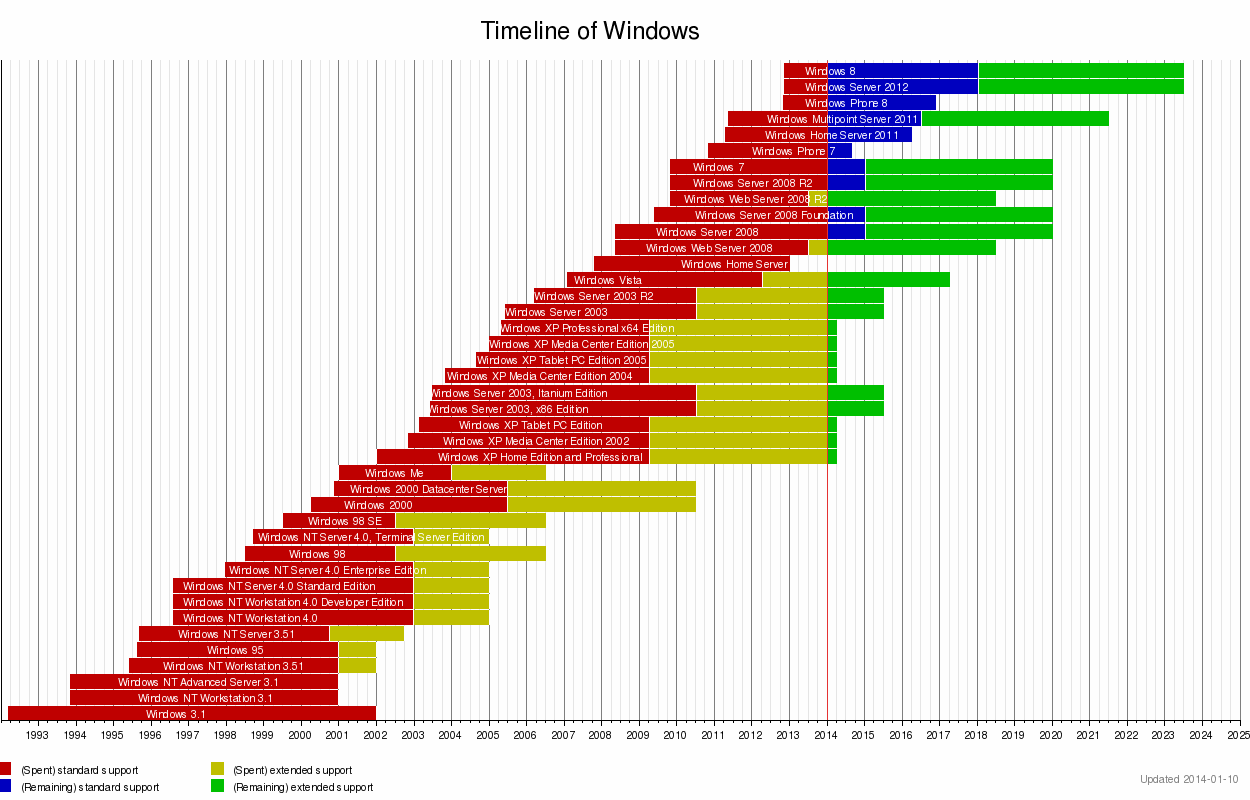 Timeline of Windows
Windows 8
Windows Server 2012
Windows Phone 8
Windows Multipoint Server 2011
Windows Home Server 2011
Windows Phone 7
Windows 7
Windows Server 2008 R2
Windows Web Server 2008 R2
Windows Server 2008 Foundation
Windows Server 2008
Windows Web Server 2008
Windows Home Server
Windows Vista
Windows Server 2003 R2
Windows Server 2003
Windows XP Professional x64 Edition
Windows XP Media Center Edition 2005
Windows XP Tablet PC Edition 2005
Windows XP Media Center Edition 2004
Windows Server 2003, Itanium Edition
Windows Server 2003, x86 Edition
Windows XP Tablet PC Edition
Windows XP Media Center Edition 2002
Windows XP Home Edition and Professional
Windows Me
Windows 2000 Datacenter Server
Windows 2000
Windows 98 SE
Windows NT Server 4.0, Terminal Server Edition
Windows 98
Windows NT Server 4.0 Enterprise Edition
Windows NT Server 4.0 Standard Edition
Windows NT Workstation 4.0 Developer Edition
Windows NT Workstation 4.0
Windows NT Server 3.51
Windows 95
Windows NT Workstation 3.51
Windows NT Advanced Server 3.1
Windows NT Workstation 3.1
Windows 3.1
1993 1994 1995 1996 1997 1998 1999 2000 2001 2002 2003 2004 2005 2006 2007 2008 2009 2010 2011 2012 2013 2014 2015 2016 2017 2018 2019 2020 2021 2022 2023 2024 2025
(Spent) standard support (Spent) extended support
(Remaining) standard support (Remaining) extended support
Updated 2014-01-10